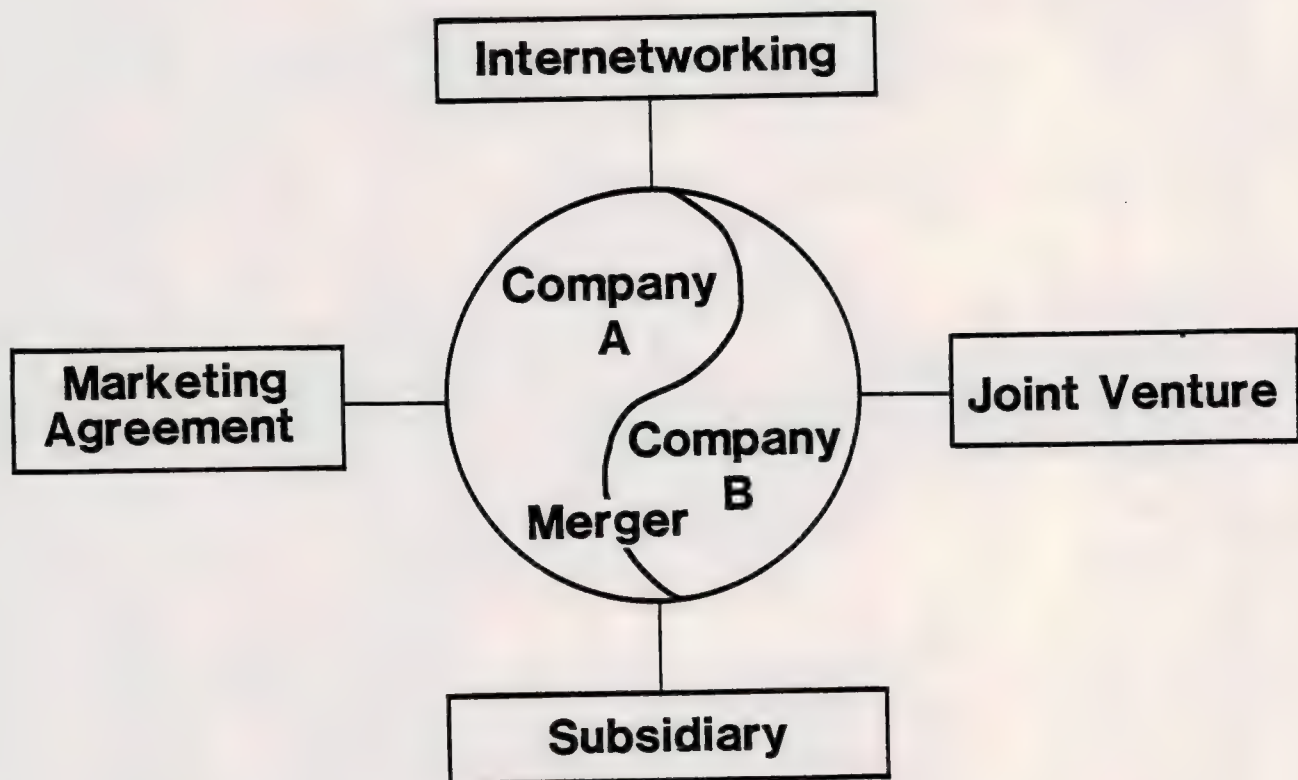 Internetworking
Company
A
Marketing
Agreement
Joint Venture
Company
B
Merger
Subsidiary